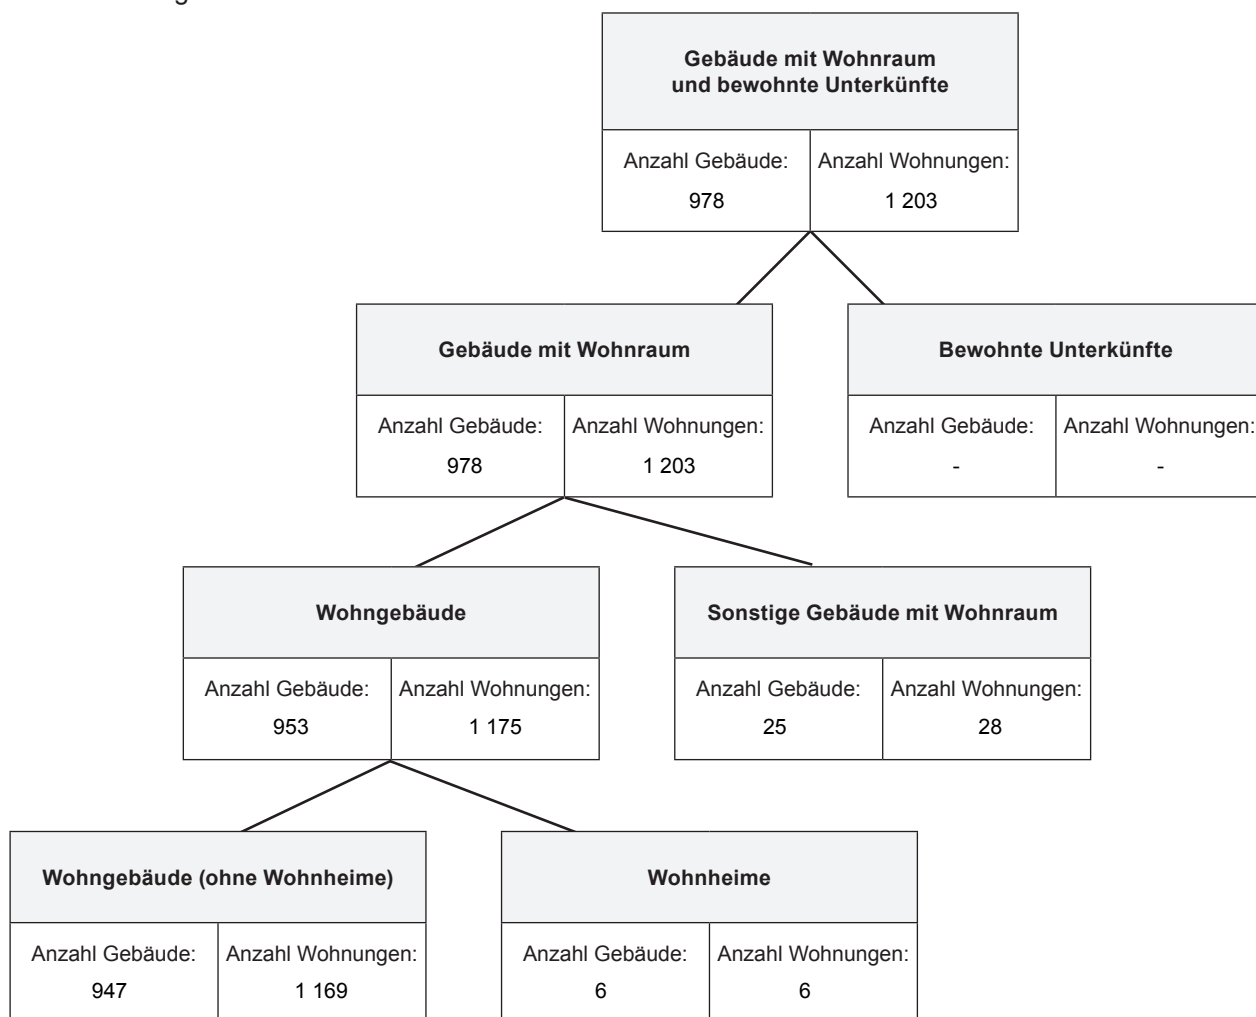 Gebäude mit Wohnraum
und bewohnte Unterkünfte
Anzahl Gebäude: Anzahl Wohnungen:
978 1 203
Gebäude mit Wohnraum
Anzahl Gebäude: Anzahl Wohnungen:
978 1 203
Bewohnte Unterkünfte
Anzahl Gebäude: Anzahl Wohnungen:
- -
Wohngebäude
Anzahl Gebäude: Anzahl Wohnungen:
953 1 175
Sonstige Gebäude mit Wohnraum
Anzahl Gebäude: Anzahl Wohnungen:
25 28
Wohngebäude (ohne Wohnheime)
Anzahl Gebäude: Anzahl Wohnungen:
947 1 169
Wohnheime
Anzahl Gebäude: Anzahl Wohnungen:
6 6